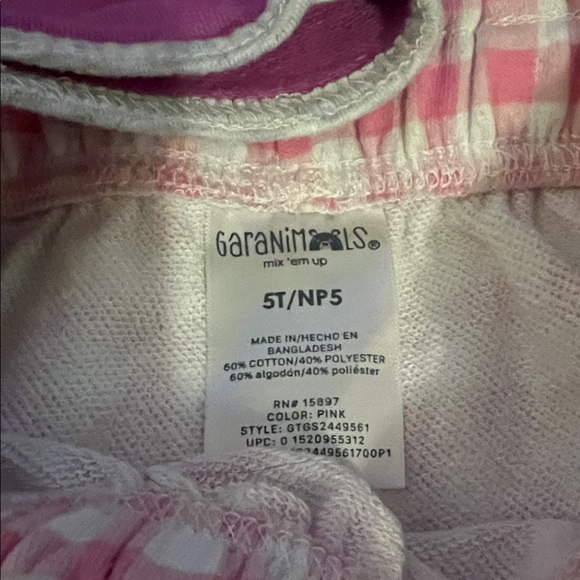 GaRaNiMALS®
mix 'em up
5T/NP5
MADE IN/HECHO EN
BANGLADESH
60% COTTON/40% POLYESTER
60% algodón/40% poliéster
RN# 15897
COLOR: PINK
STYLE: GTGS2449561
UPC: 0 1520955312
2449561700P1